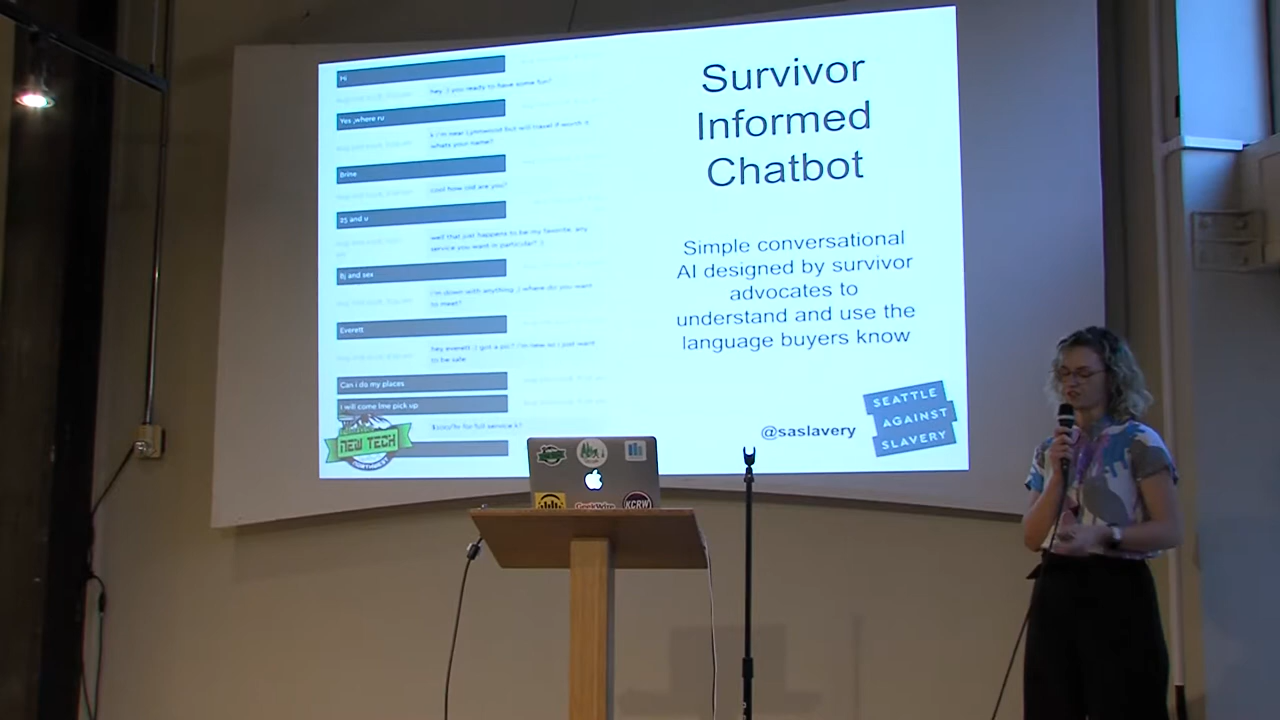 Hi
hey :) you ready to have some fun?
Yes ,where ru
k i'm near Lynnwood but will travel if worth it.
whats your name?
Brine
cool how old are you?
25 and u
well that just happens to be my favorite, any
service you want in particular? :)
Bj and sex
i'm down with anything :) where do you want
to meet?
Everett
hey everett :) got a pic? i'm new so i just want
to be safe
Can i do my places
I will come lme pick up
for full service k?
Survivor
Informed
Chatbot
Simple conversational
AI designed by survivor
advocates to
understand and use the
language buyers know
@saslavery
SEATTLE
AGAINST
SLAVERY
NEW TECH
NORTHWEST
GeekWire
KCRW